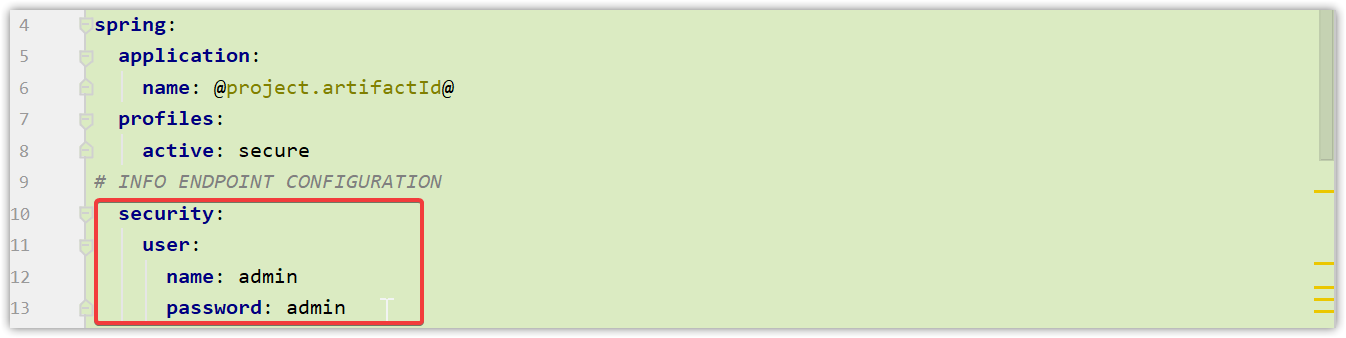 4 spring:
5   application:
6     name: @project.artifactId@
7   profiles:
8     active: secure
9 # INFO ENDPOINT CONFIGURATION
10   security:
11     user:
12       name: admin
13       password: admin